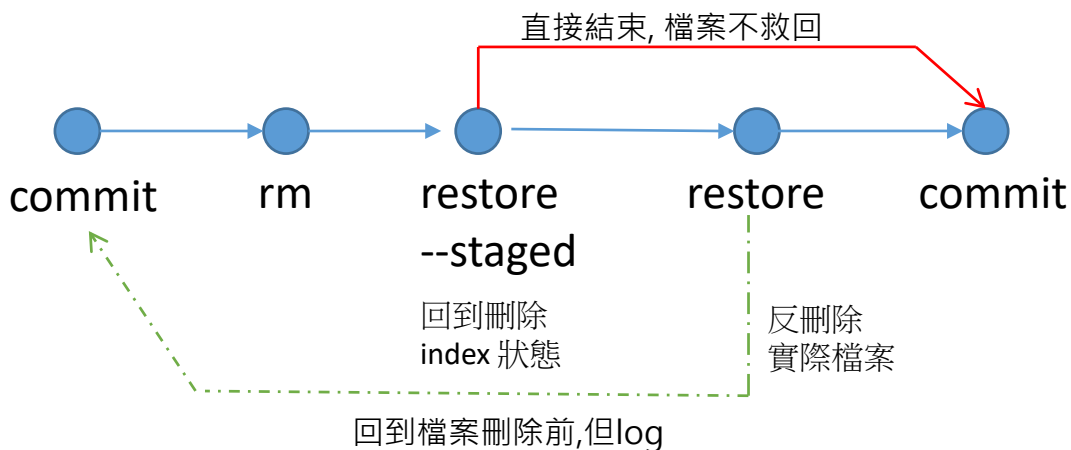 直接結束, 檔案不救回
commit
rm
restore
--staged
restore
commit
回到刪除
index 狀態
反刪除
實際檔案
回到檔案刪除前,但log